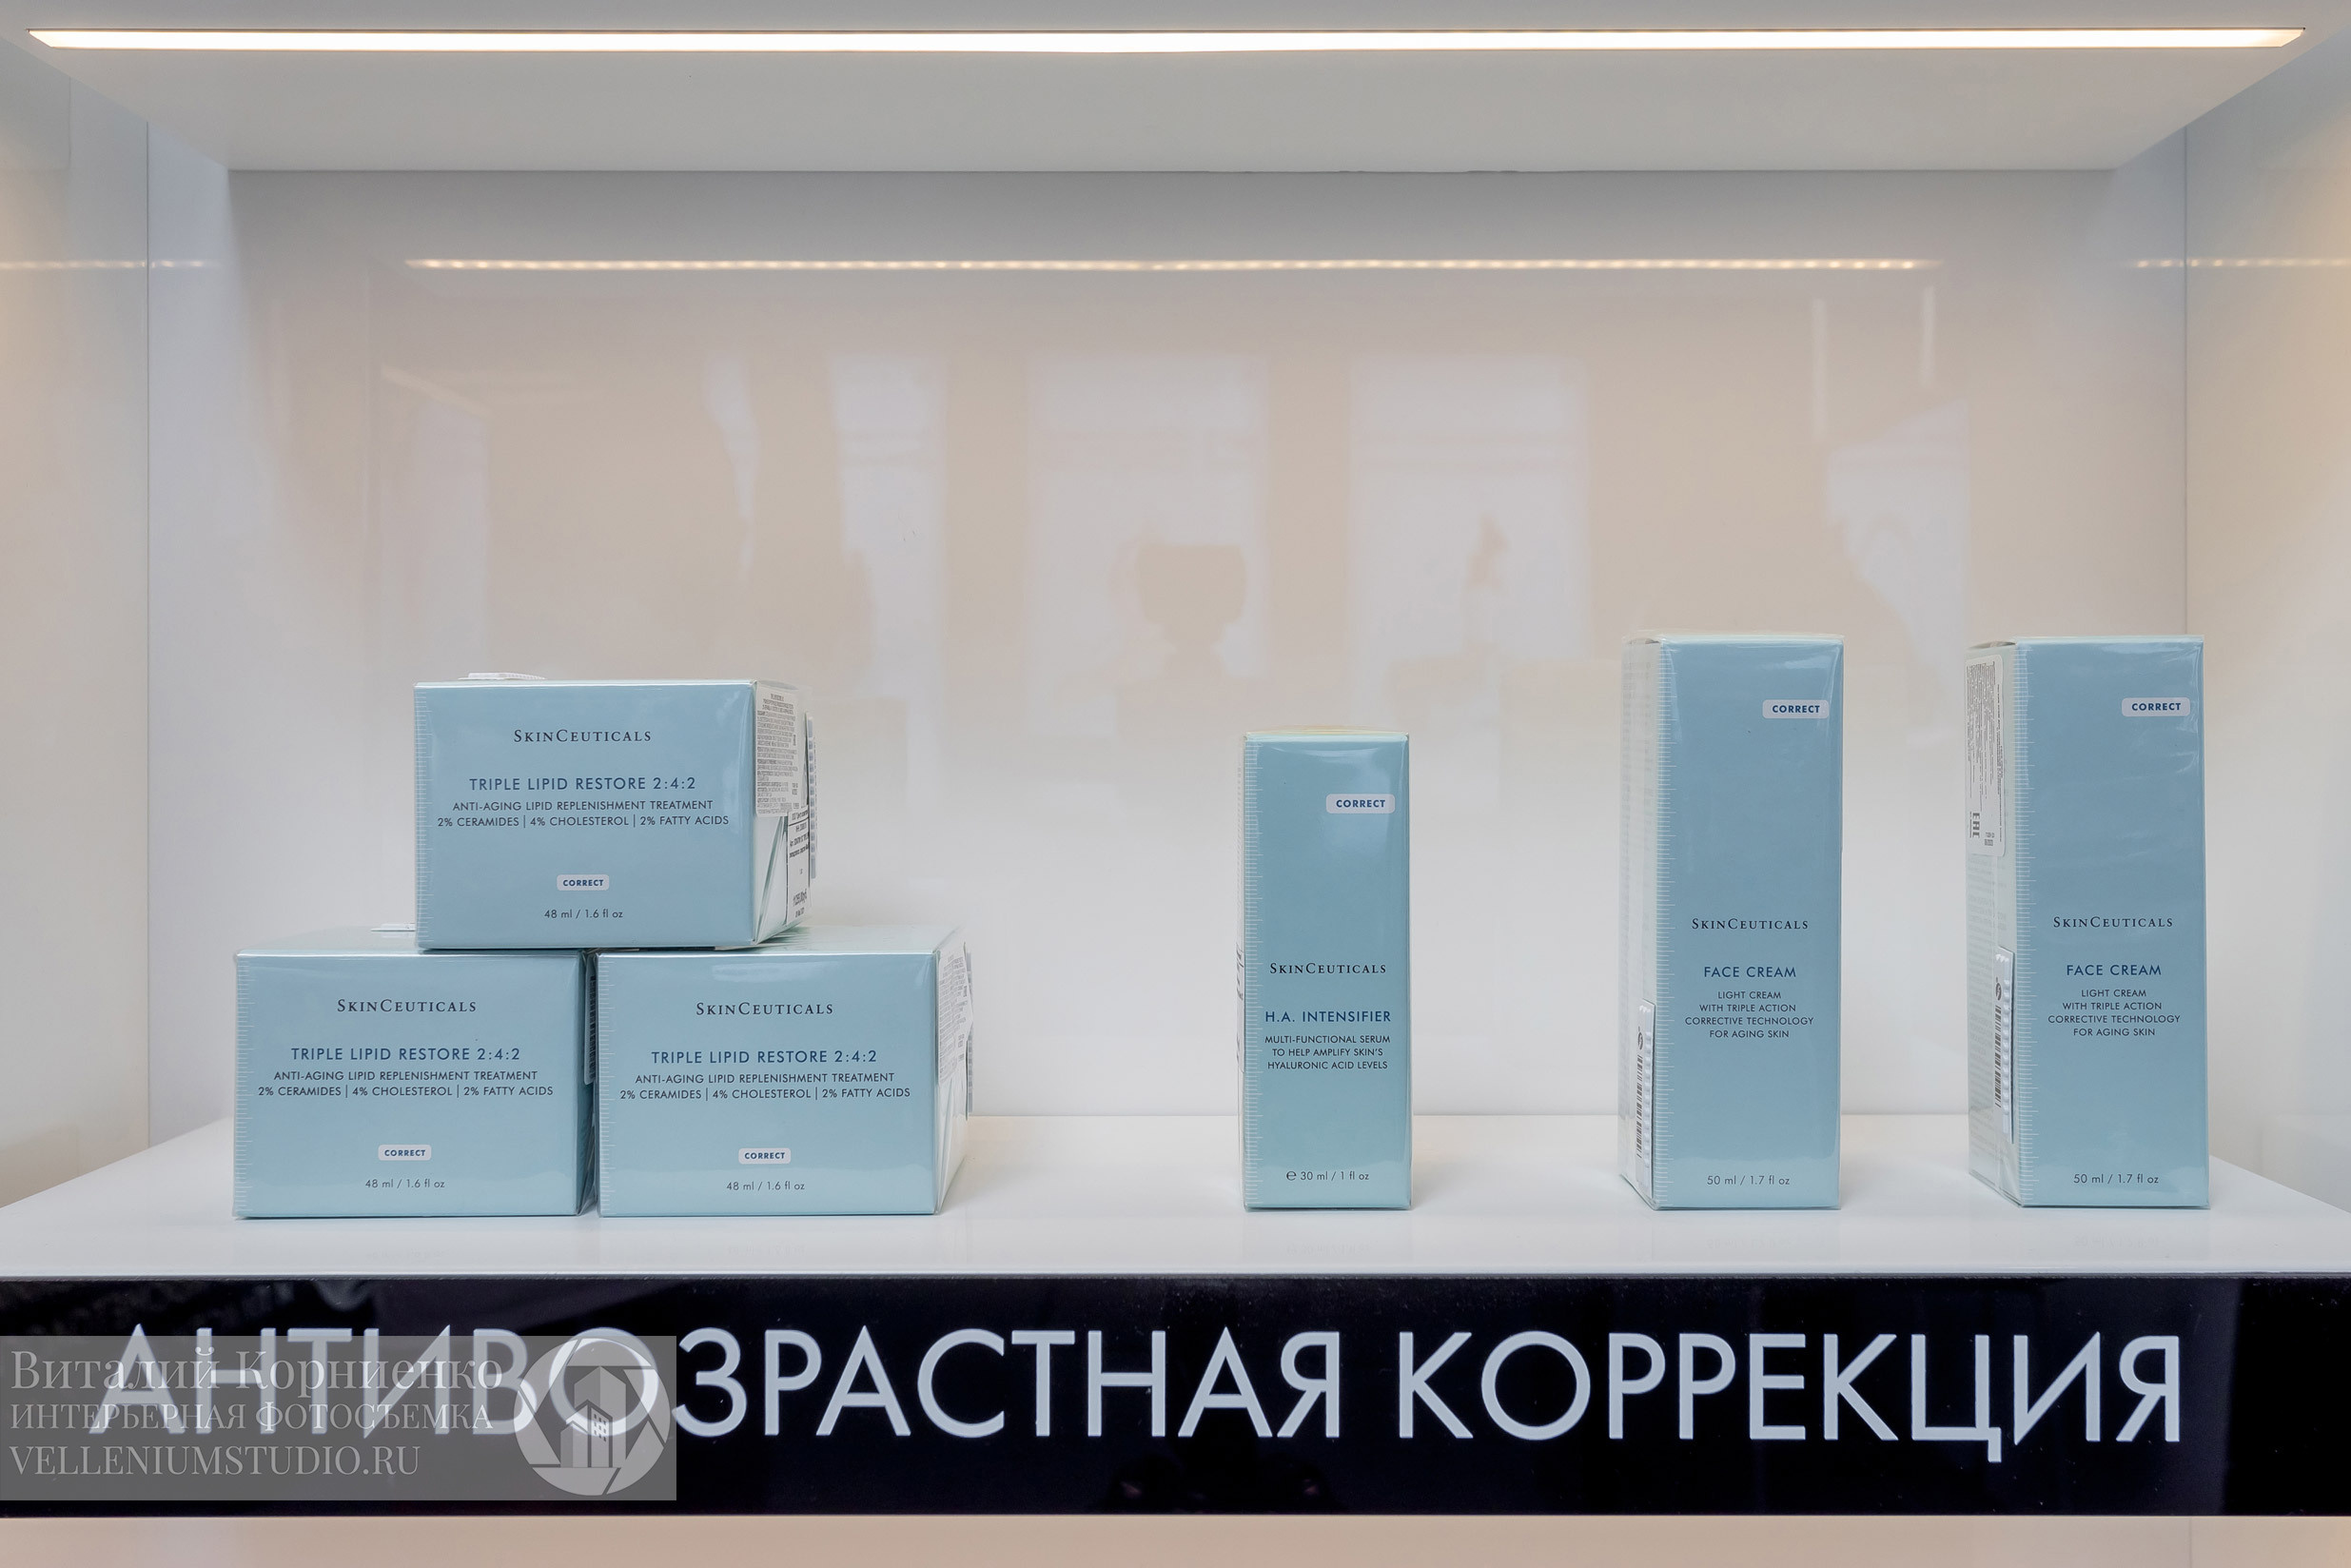 SKINCEUTICALS
TRIPLE LIPID RESTORE 2:4:2
ANTI-AGING LIPID REPLENISHMENT TREATMENT
2% CERAMIDES | 4% CHOLESTEROL | 2% FATTY ACIDS
CORRECT
48 ml / 1.6 fl oz
SKINCEUTICALS
TRIPLE LIPID RESTORE 2:4:2
ANTI-AGING LIPID REPLENISHMENT TREATMENT
2% CERAMIDES | 4% CHOLESTEROL | 2% FATTY ACIDS
CORRECT
48 ml / 1.6 fl oz
SKINCEUTICALS
TRIPLE LIPID RESTORE 2:4:2
ANTI-AGING LIPID REPLENISHMENT TREATMENT
2% CERAMIDES | 4% CHOLESTEROL | 2% FATTY ACIDS
CORRECT
48 ml / 1.6 fl oz
CORRECT
SKINCEUTICALS
H.A. INTENSIFIER
MULTI-FUNCTIONAL SERUM
TO HELP AMPLIFY SKIN'S
HYALURONIC ACID LEVELS
℮ 30 ml / 1 fl oz
CORRECT
SKINCEUTICALS
FACE CREAM
LIGHT CREAM
WITH TRIPLE ACTION
CORRECTIVE TECHNOLOGY
FOR AGING SKIN
50 ml / 1.7 fl oz
CORRECT
SKINCEUTICALS
FACE CREAM
LIGHT CREAM
WITH TRIPLE ACTION
CORRECTIVE TECHNOLOGY
FOR AGING SKIN
50 ml / 1.7 fl oz
EAC
АНТИВОЗРАСТНАЯ КОРРЕКЦИЯ
Виталий Корниенко
ИНТЕРЬЕРНАЯ ФОТОСЪЕМКА
VELLENIUMSTUDIO.RU